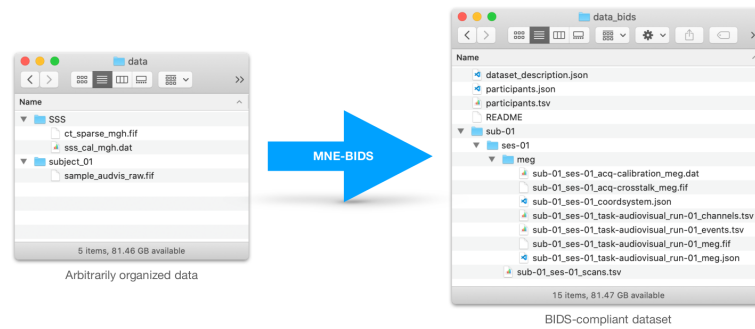 data
Name
SSS
ct_sparse_mgh.fif
sss_cal_mgh.dat
subject_01
sample_audvis_raw.fif
5 items, 81.46 GB available
Arbitrarily organized data
MNE-BIDS
data_bids
Name
dataset_description.json
participants.json
participants.tsv
README
sub-01
ses-01
meg
sub-01_ses-01_acq-calibration_meg.dat
sub-01_ses-01_acq-crosstalk_meg.fif
sub-01_ses-01_coordsystem.json
sub-01_ses-01_task-audiovisual_run-01_channels.tsv
sub-01_ses-01_task-audiovisual_run-01_events.tsv
sub-01_ses-01_task-audiovisual_run-01_meg.fif
sub-01_ses-01_task-audiovisual_run-01_meg.json
sub-01_ses-01_scans.tsv
15 items, 81.47 GB available
BIDS-compliant dataset